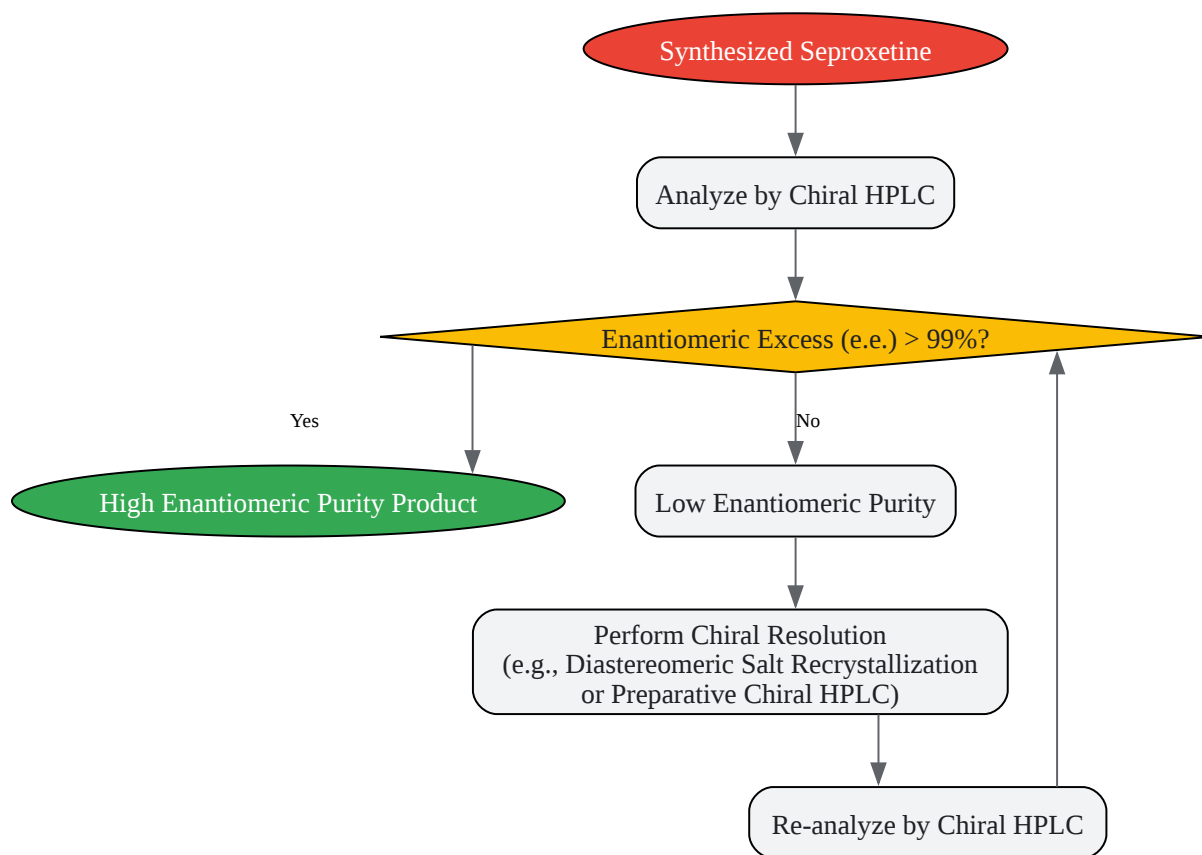 Synthesized Seproxetine
Analyze by Chiral HPLC
Enantiomeric Excess (e.e.) > 99%?
Yes
No
High Enantiomeric Purity Product
Low Enantiomeric Purity
Perform Chiral Resolution
(e.g., Diastereomeric Salt Recrystallization
or Preparative Chiral HPLC)
Re-analyze by Chiral HPLC